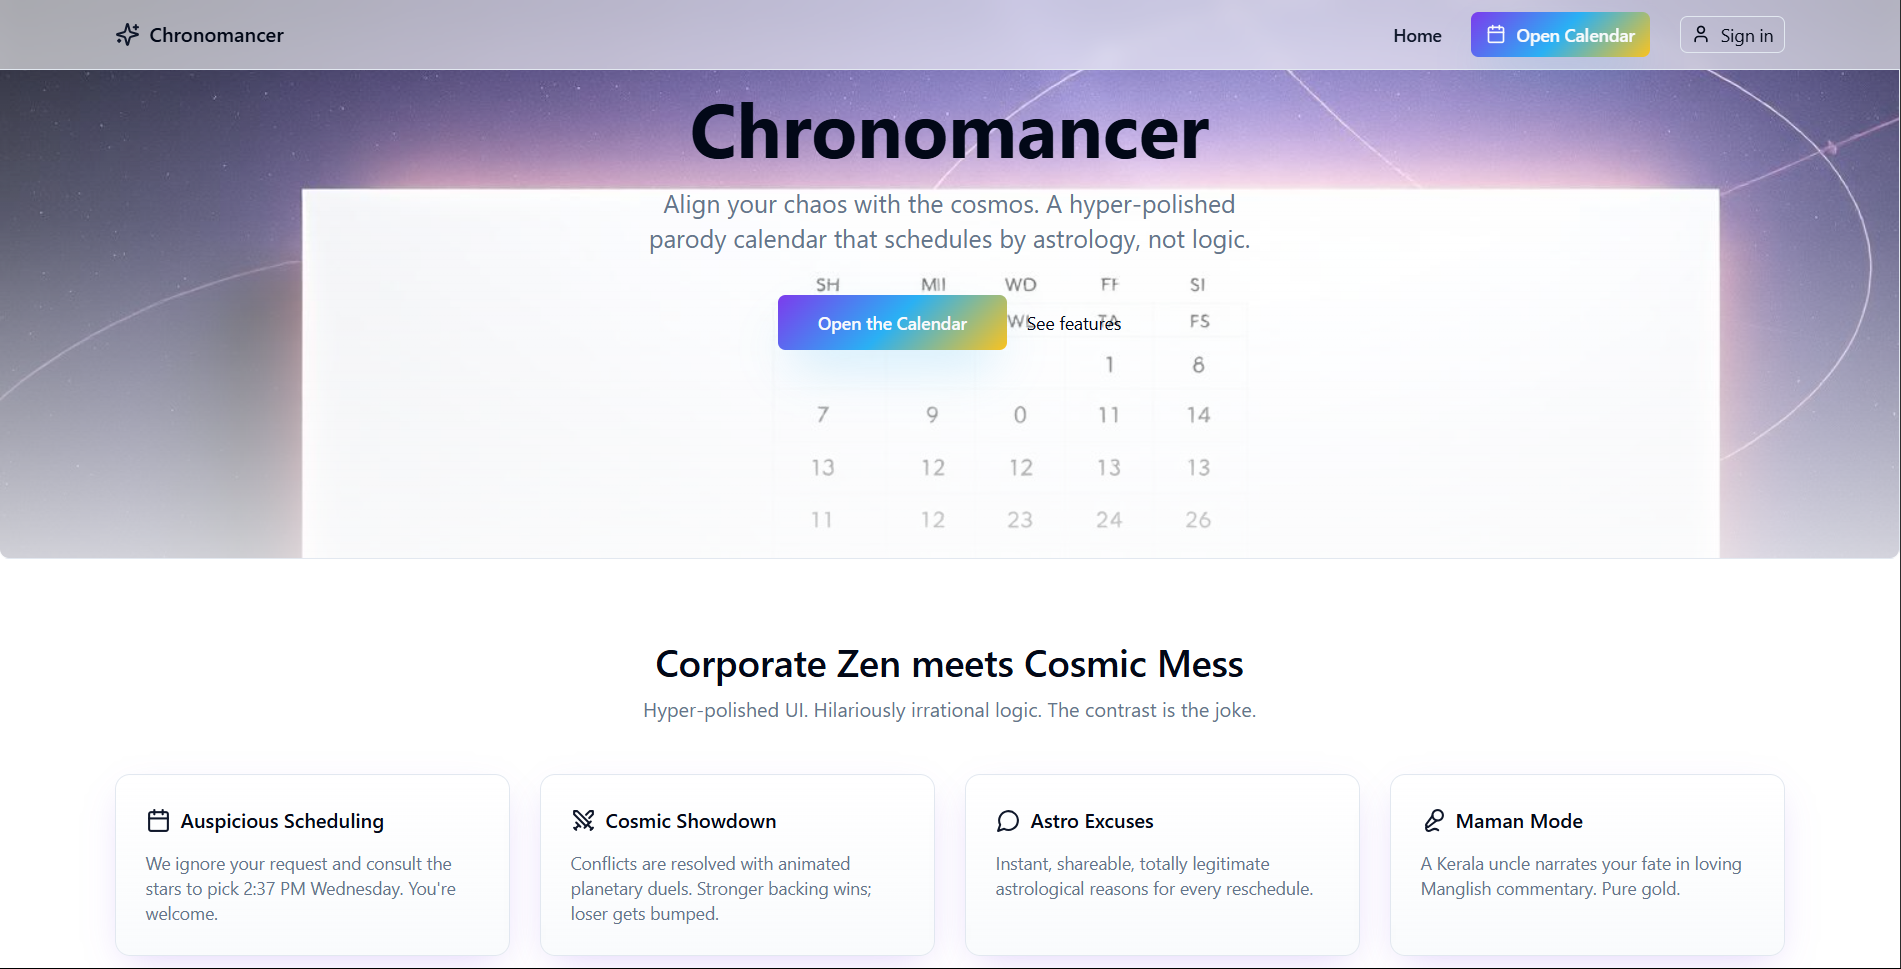 Chronomancer
Home
Open Calendar
Sign in
Chronomancer
Align your chaos with the cosmos. A hyper-polished
parody calendar that schedules by astrology, not logic.
SH MII WD FF SI
Open the Calendar
See features
FS
1 8
7 9 0 11 14
13 12 12 13 13
11 12 23 24 26
Corporate Zen meets Cosmic Mess
Hyper-polished UI. Hilariously irrational logic. The contrast is the joke.
Auspicious Scheduling
We ignore your request and consult the
stars to pick 2:37 PM Wednesday. You're
welcome.
Cosmic Showdown
Conflicts are resolved with animated
planetary duels. Stronger backing wins;
loser gets bumped.
Astro Excuses
Instant, shareable, totally legitimate
astrological reasons for every reschedule.
Maman Mode
A Kerala uncle narrates your fate in loving
Manglish commentary. Pure gold.